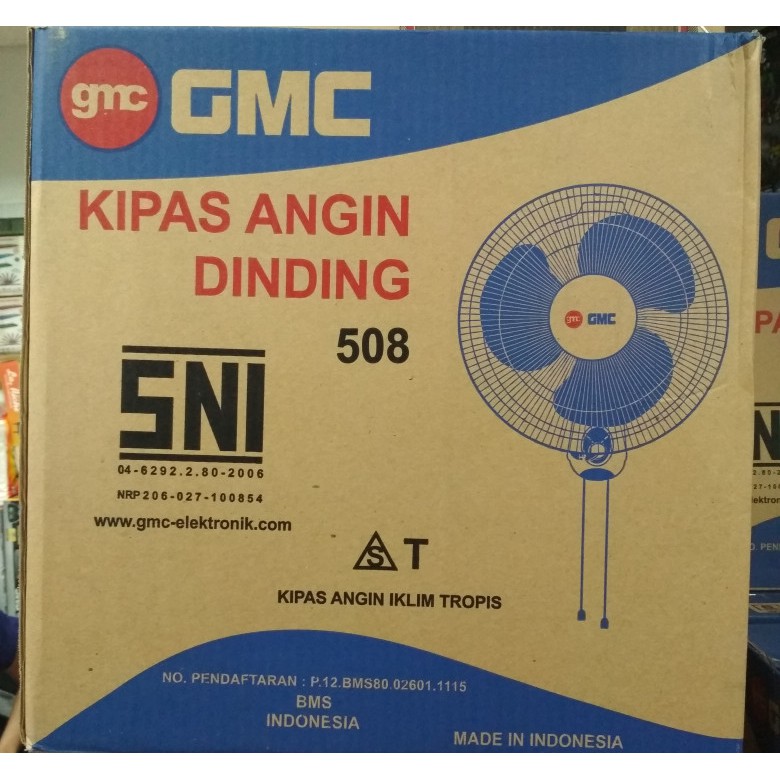 gmc GMC
KIPAS ANGIN
DINDING
508
gmc GMC
SNI
04-6292.2.80-2006
NRP 206-027-100854
www.gmc-elektronik.com
S T
KIPAS ANGIN IKLIM TROPIS
NO. PENDAFTARAN : P.12.BMS80.02601.1115
BMS
INDONESIA
MADE IN INDONESIA